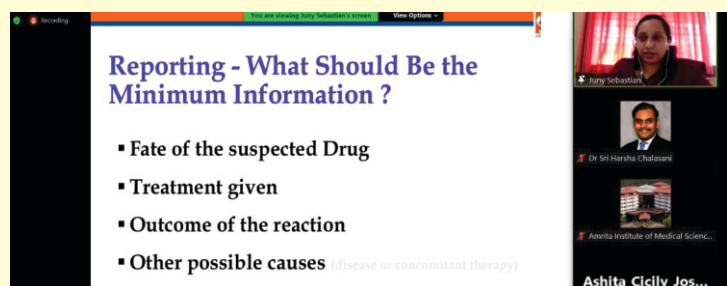 Recording
You are viewing Juny Sebastian's screen
View Options
Reporting - What Should Be the
Minimum Information ?
▪ Fate of the suspected Drug
▪ Treatment given
▪ Outcome of the reaction
▪ Other possible causes (disease or concomitant therapy)
Juny Sebastian
Dr Sri Harsha Chalasani
Amrita Institute of Medical Scienc...
Ashita Cicily Jos...